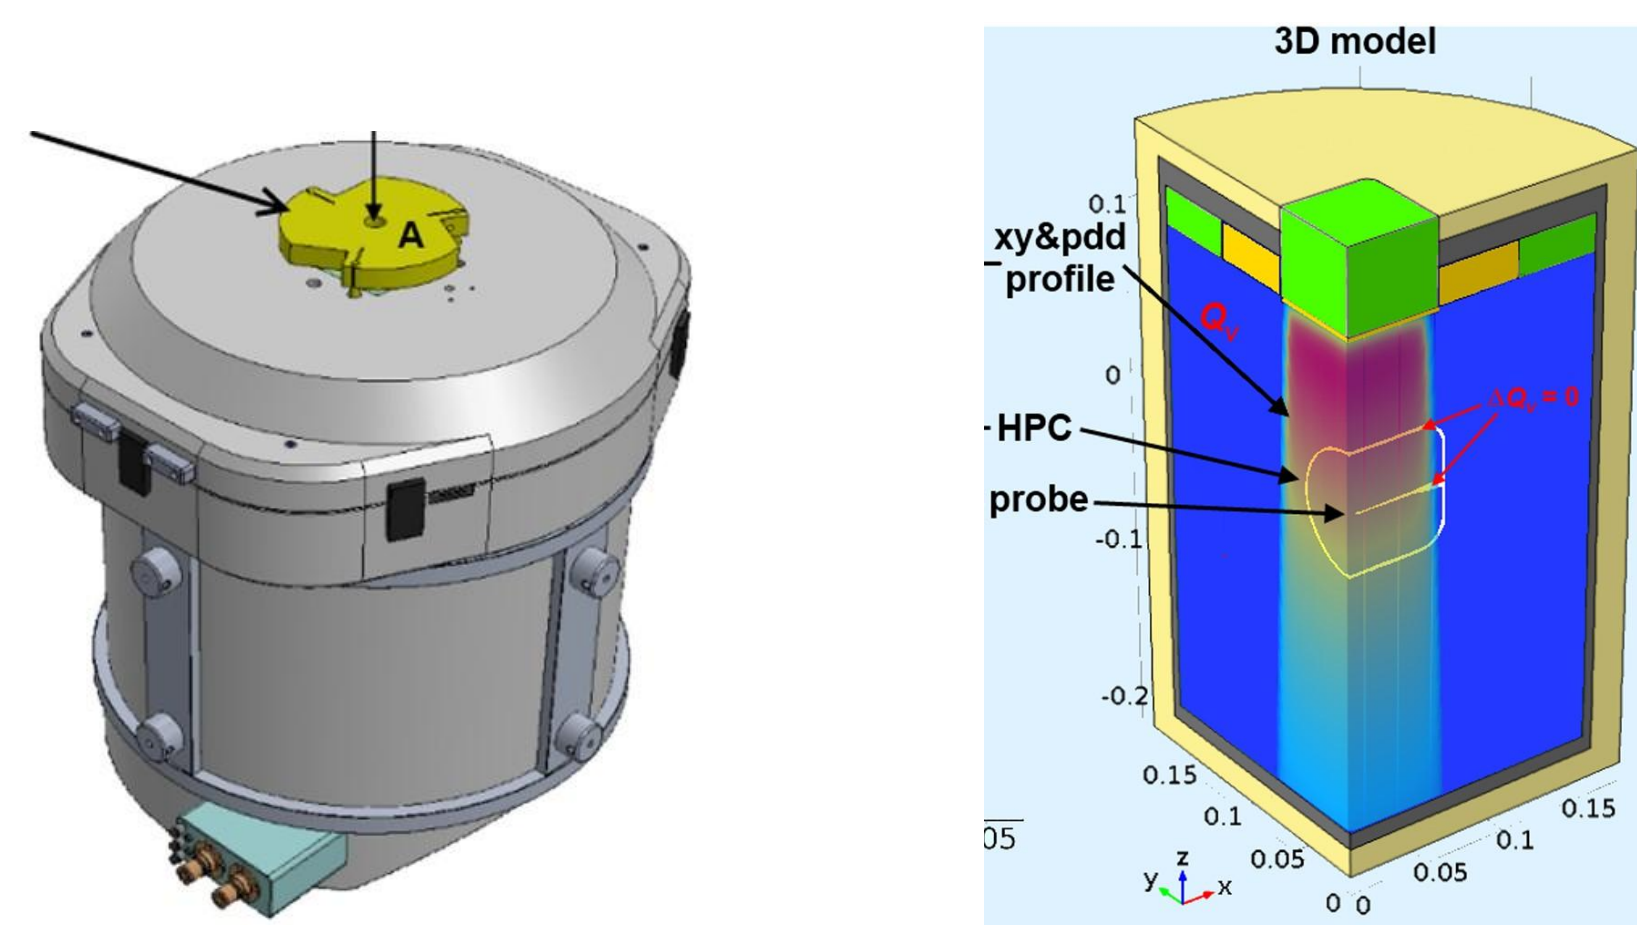 A
3D model
0.1
xy&pdd
profile
Qv
0
ΔQv = 0
HPC
probe
-0.1
-0.2
0.15
0.1
0.05
0
0
0.05
0.1
0.15
05
z
y
x